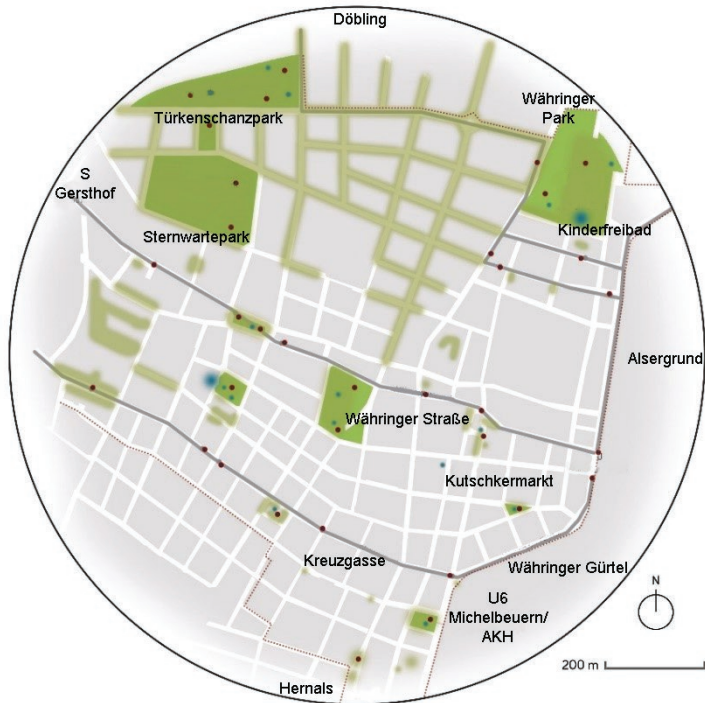 Döbling
Währinger
Park
Türkenschanzpark
S
Gersthof
Sternwartepark
Kinderfreibad
Alsergrund
Währinger Straße
Kutschkermarkt
Kreuzgasse
Währinger Gürtel
U6
Michelbeuern/
AKH
N
200 m
Hernals